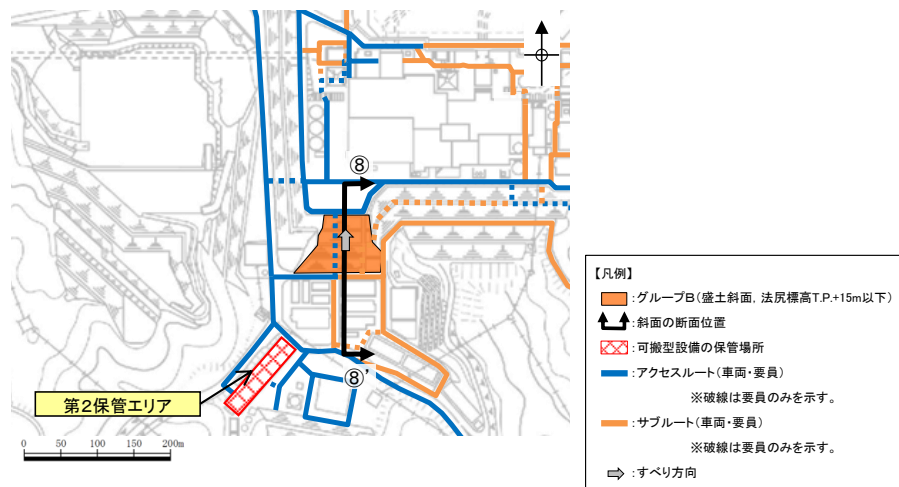 ⑧
⑧'
第2保管エリア
0 50 100 150 200m
【凡例】
:グループB(盛土斜面, 法尻標高T.P.+15m以下)
:斜面の断面位置
:可搬型設備の保管場所
:アクセスルート(車両・要員)
※破線は要員のみを示す。
:サブルート(車両・要員)
※破線は要員のみを示す。
:すべり方向